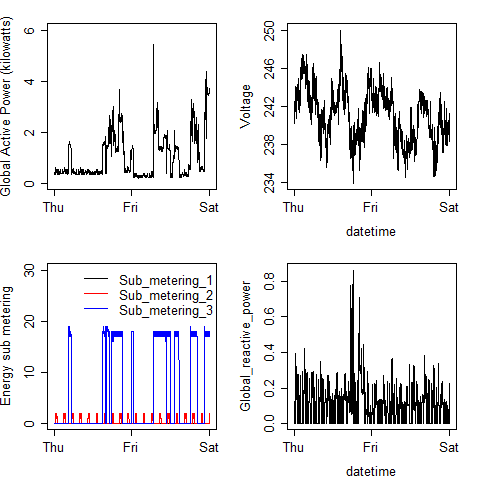 Global Active Power (kilowatts)
0 2 4 6
Thu Fri Sat
Voltage
234 238 242 246 250
Thu Fri Sat
datetime
Energy sub metering
0 10 20 30
Sub_metering_1
Sub_metering_2
Sub_metering_3
Thu Fri Sat
Global_reactive_power
0.0 0.2 0.4 0.6 0.8
Thu Fri Sat
datetime